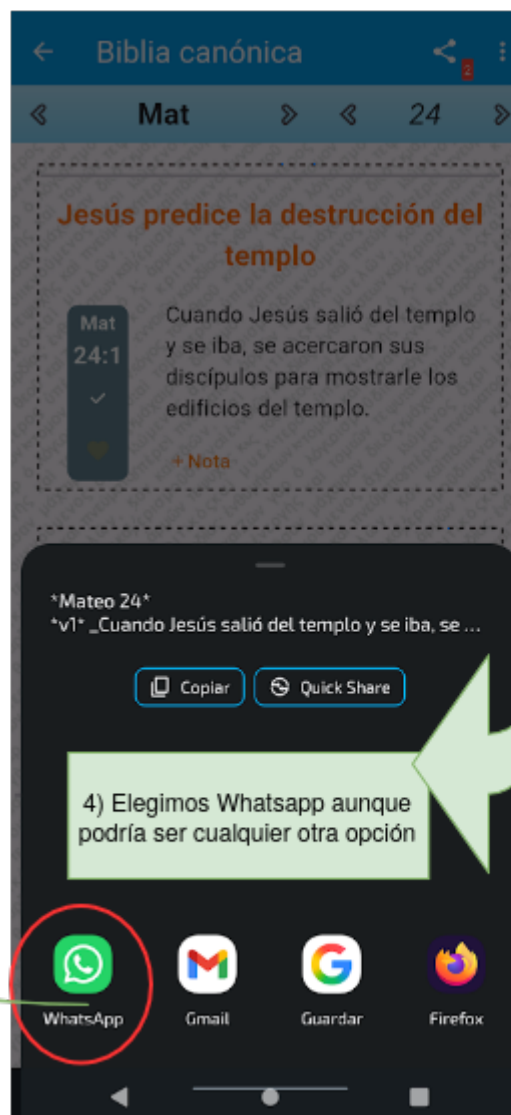 Biblia canónica
2
Mat
24
Jesús predice la destrucción del
templo
Mat
24:1
Cuando Jesús salió del templo
y se iba, se acercaron sus
discípulos para mostrarle los
edificios del templo.
+ Nota
*Mateo 24*
*v1* _Cuando Jesús salió del templo y se iba, se ...
Copiar
Quick Share
4) Elegimos Whatsapp aunque
podría ser cualquier otra opción
WhatsApp
Gmail
Guardar
Firefox